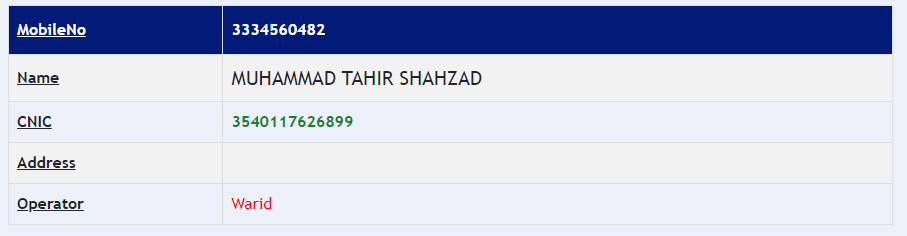 MobileNo 3334560482
Name MUHAMMAD TAHIR SHAHZAD
CNIC 3540117626899
Address
Operator Warid